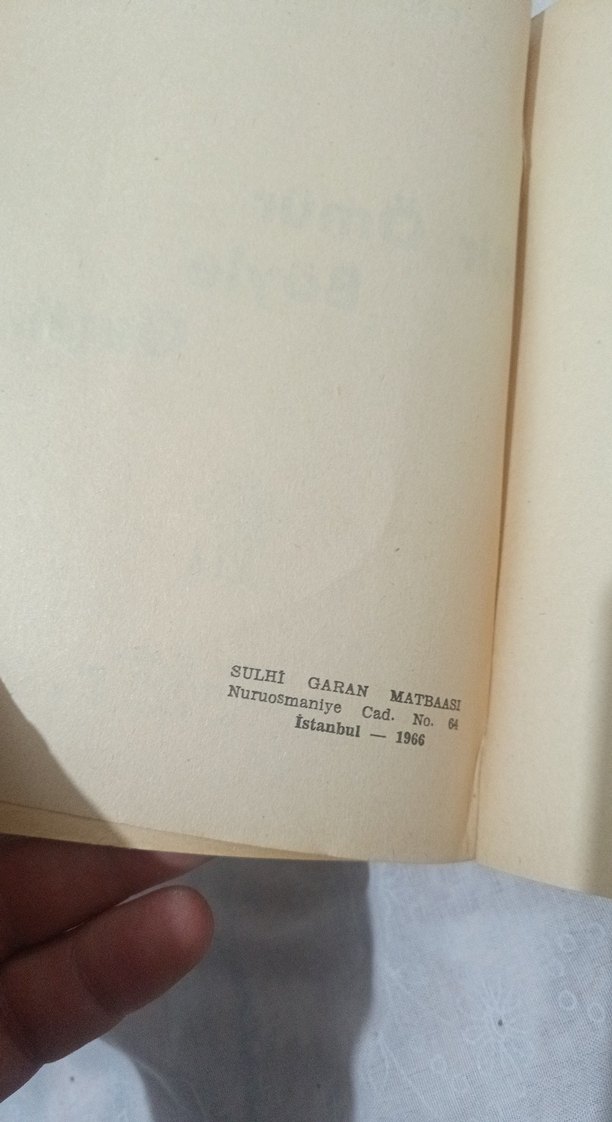 SULHİ GARAN MATBAASI
Nuruosmaniye Cad. No. 64
İstanbul — 1966